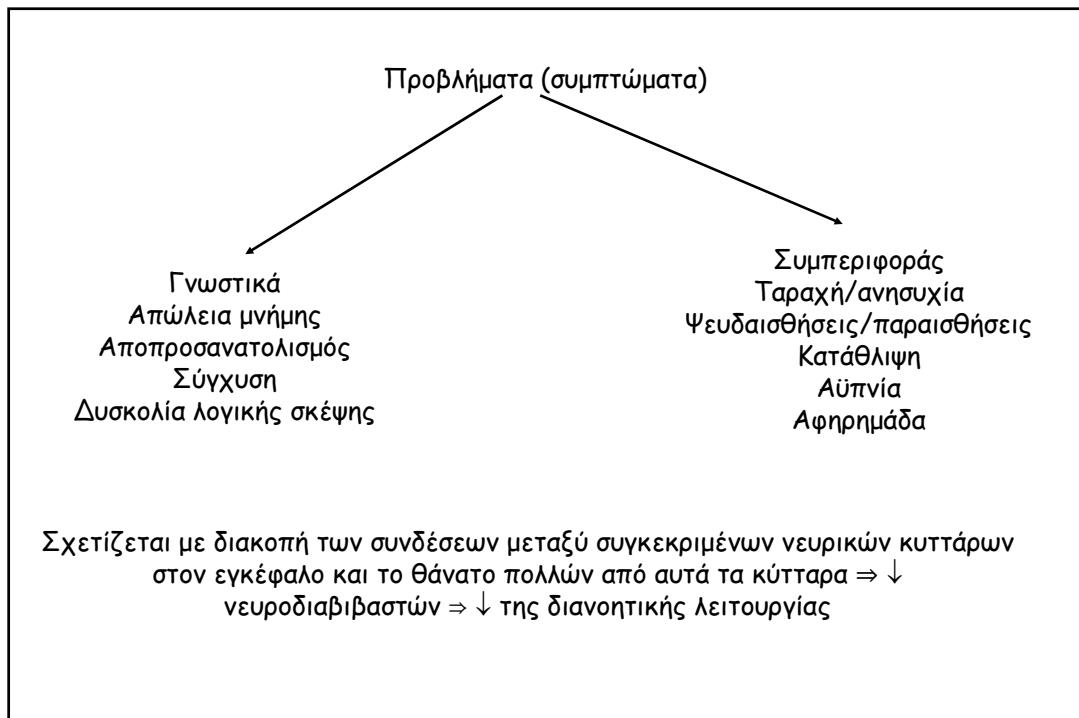 Προβλήματα (συμπτώματα)
Γνωστικά
Απώλεια μνήμης
Αποπροσανατολισμός
Σύγχυση
Δυσκολία λογικής σκέψης
Συμπεριφοράς
Ταραχή/ανησυχία
Ψευδαισθήσεις/παραισθήσεις
Κατάθλιψη
Αϋπνία
Αφηρημάδα
Σχετίζεται με διακοπή των συνδέσεων μεταξύ συγκεκριμένων νευρικών κυττάρων
στον εγκέφαλο και το θάνατο πολλών από αυτά τα κύτταρα ⇒ ↓
νευροδιαβιβαστών ⇒ ↓ της διανοητικής λειτουργίας